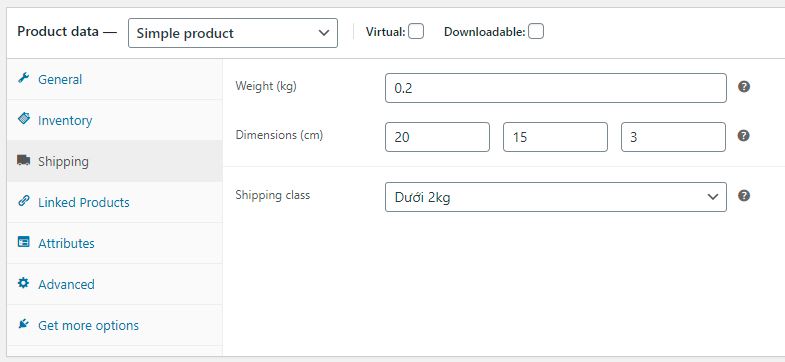 Product data — Simple product Virtual: Downloadable:
General
Inventory
Shipping
Linked Products
Attributes
Advanced
Get more options
Weight (kg) 0.2 ?
Dimensions (cm) 20 15 3 ?
Shipping class Dưới 2kg ?